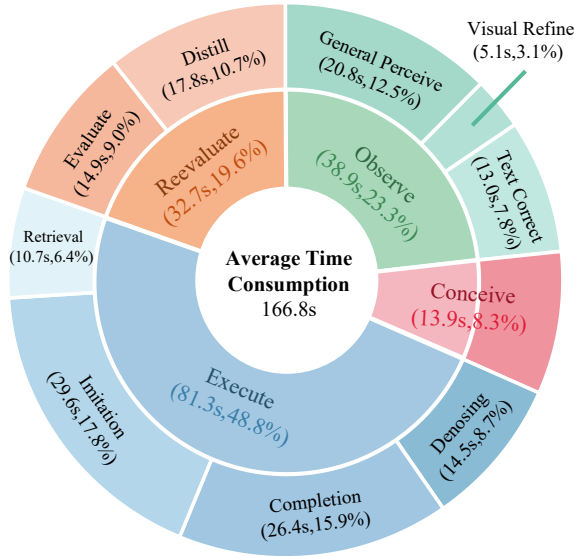 Distill
(17.8s,10.7%)
General Perceive
(20.8s,12.5%)
Visual Refine
(5.1s,3.1%)
Evaluate
(14.9s,9.0%)
Reevaluate
(32.7s,19.6%)
Observe
(38.9s,23.3%)
Text Correct
(13.0s,7.8%)
Retrieval
(10.7s,6.4%)
Average Time
Consumption
166.8s
Conceive
(13.9s,8.3%)
Execute
(81.3s,48.8%)
Imitation
(29.6s,17.8%)
Denosing
(14.5s,8.7%)
Completion
(26.4s,15.9%)